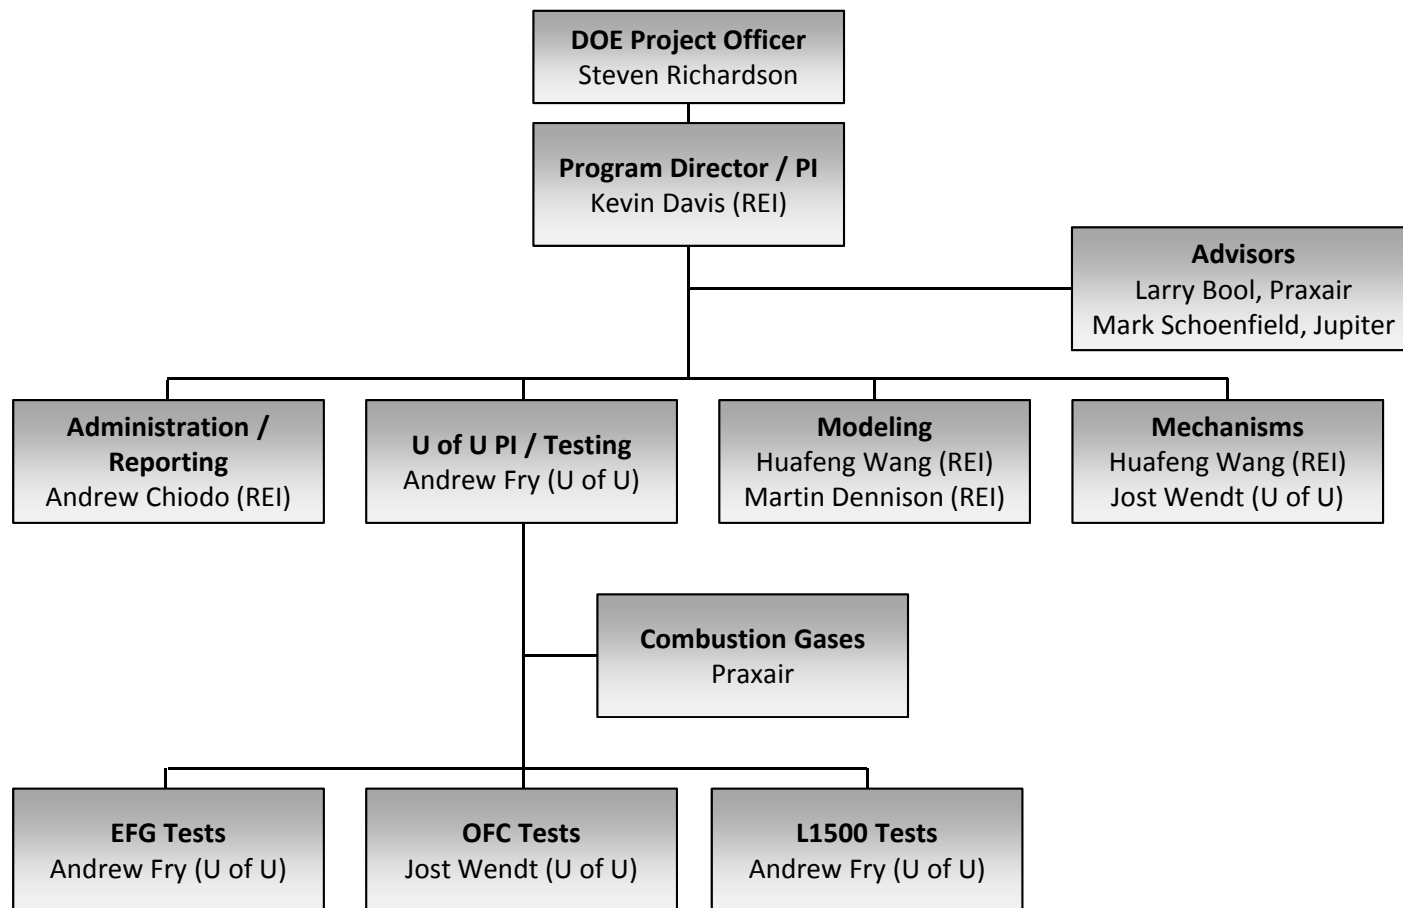 DOE Project Officer
Steven Richardson
Program Director / PI
Kevin Davis (REI)
Advisors
Larry Bool, Praxair
Mark Schoenfield, Jupiter
Administration /
Reporting
Andrew Chiodo (REI)
U of U PI / Testing
Andrew Fry (U of U)
Modeling
Huafeng Wang (REI)
Martin Dennison (REI)
Mechanisms
Huafeng Wang (REI)
Jost Wendt (U of U)
Combustion Gases
Praxair
EFG Tests
Andrew Fry (U of U)
OFC Tests
Jost Wendt (U of U)
L1500 Tests
Andrew Fry (U of U)